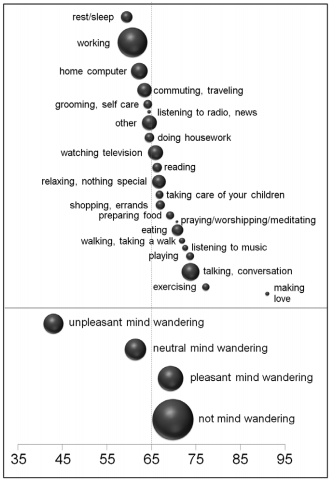 rest/sleep
working
home computer
commuting, traveling
grooming, self care
listening to radio, news
other
doing housework
watching television
reading
relaxing, nothing special
taking care of your children
shopping, errands
preparing food
praying/worshipping/meditating
eating
walking, taking a walk
listening to music
playing
talking, conversation
exercising
making
love
unpleasant mind wandering
neutral mind wandering
pleasant mind wandering
not mind wandering
35 45 55 65 75 85 95